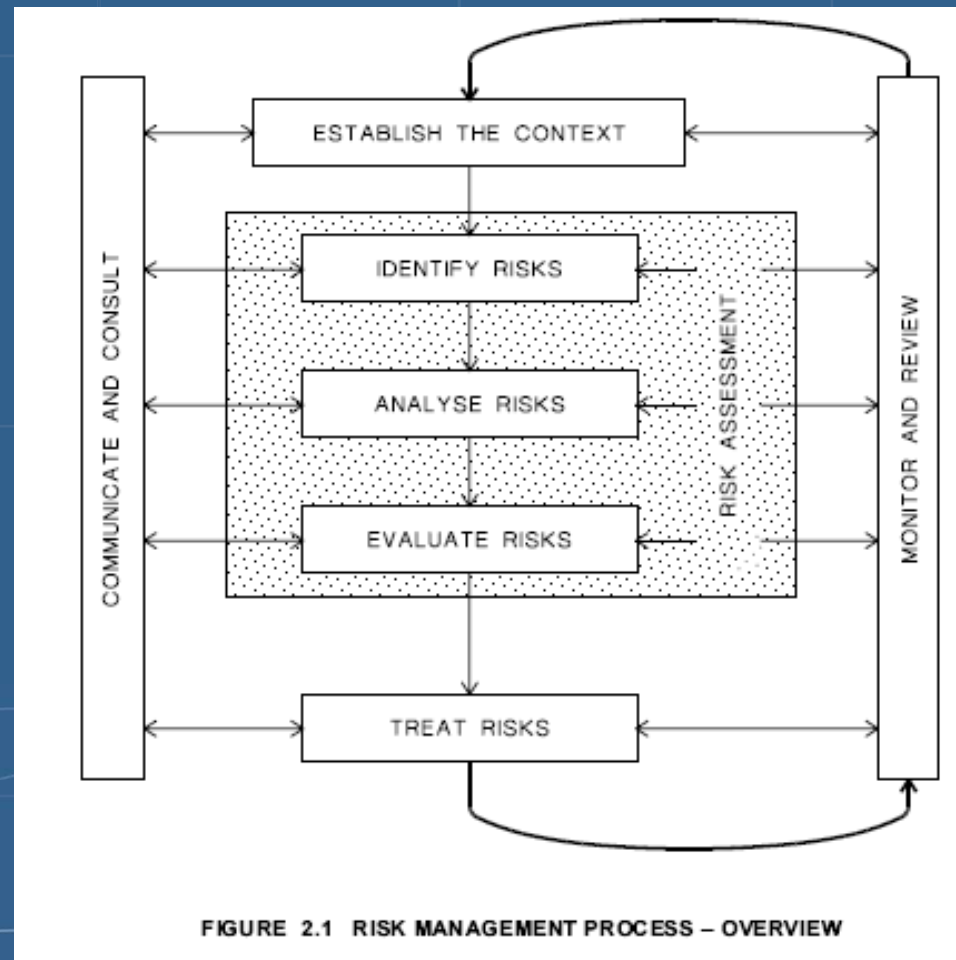 ESTABLISH THE CONTEXT
COMMUNICATE AND CONSULT
IDENTIFY RISKS
ANALYSE RISKS
EVALUATE RISKS
RISK ASSESSMENT
MONITOR AND REVIEW
TREAT RISKS
FIGURE 2.1 RISK MANAGEMENT PROCESS – OVERVIEW